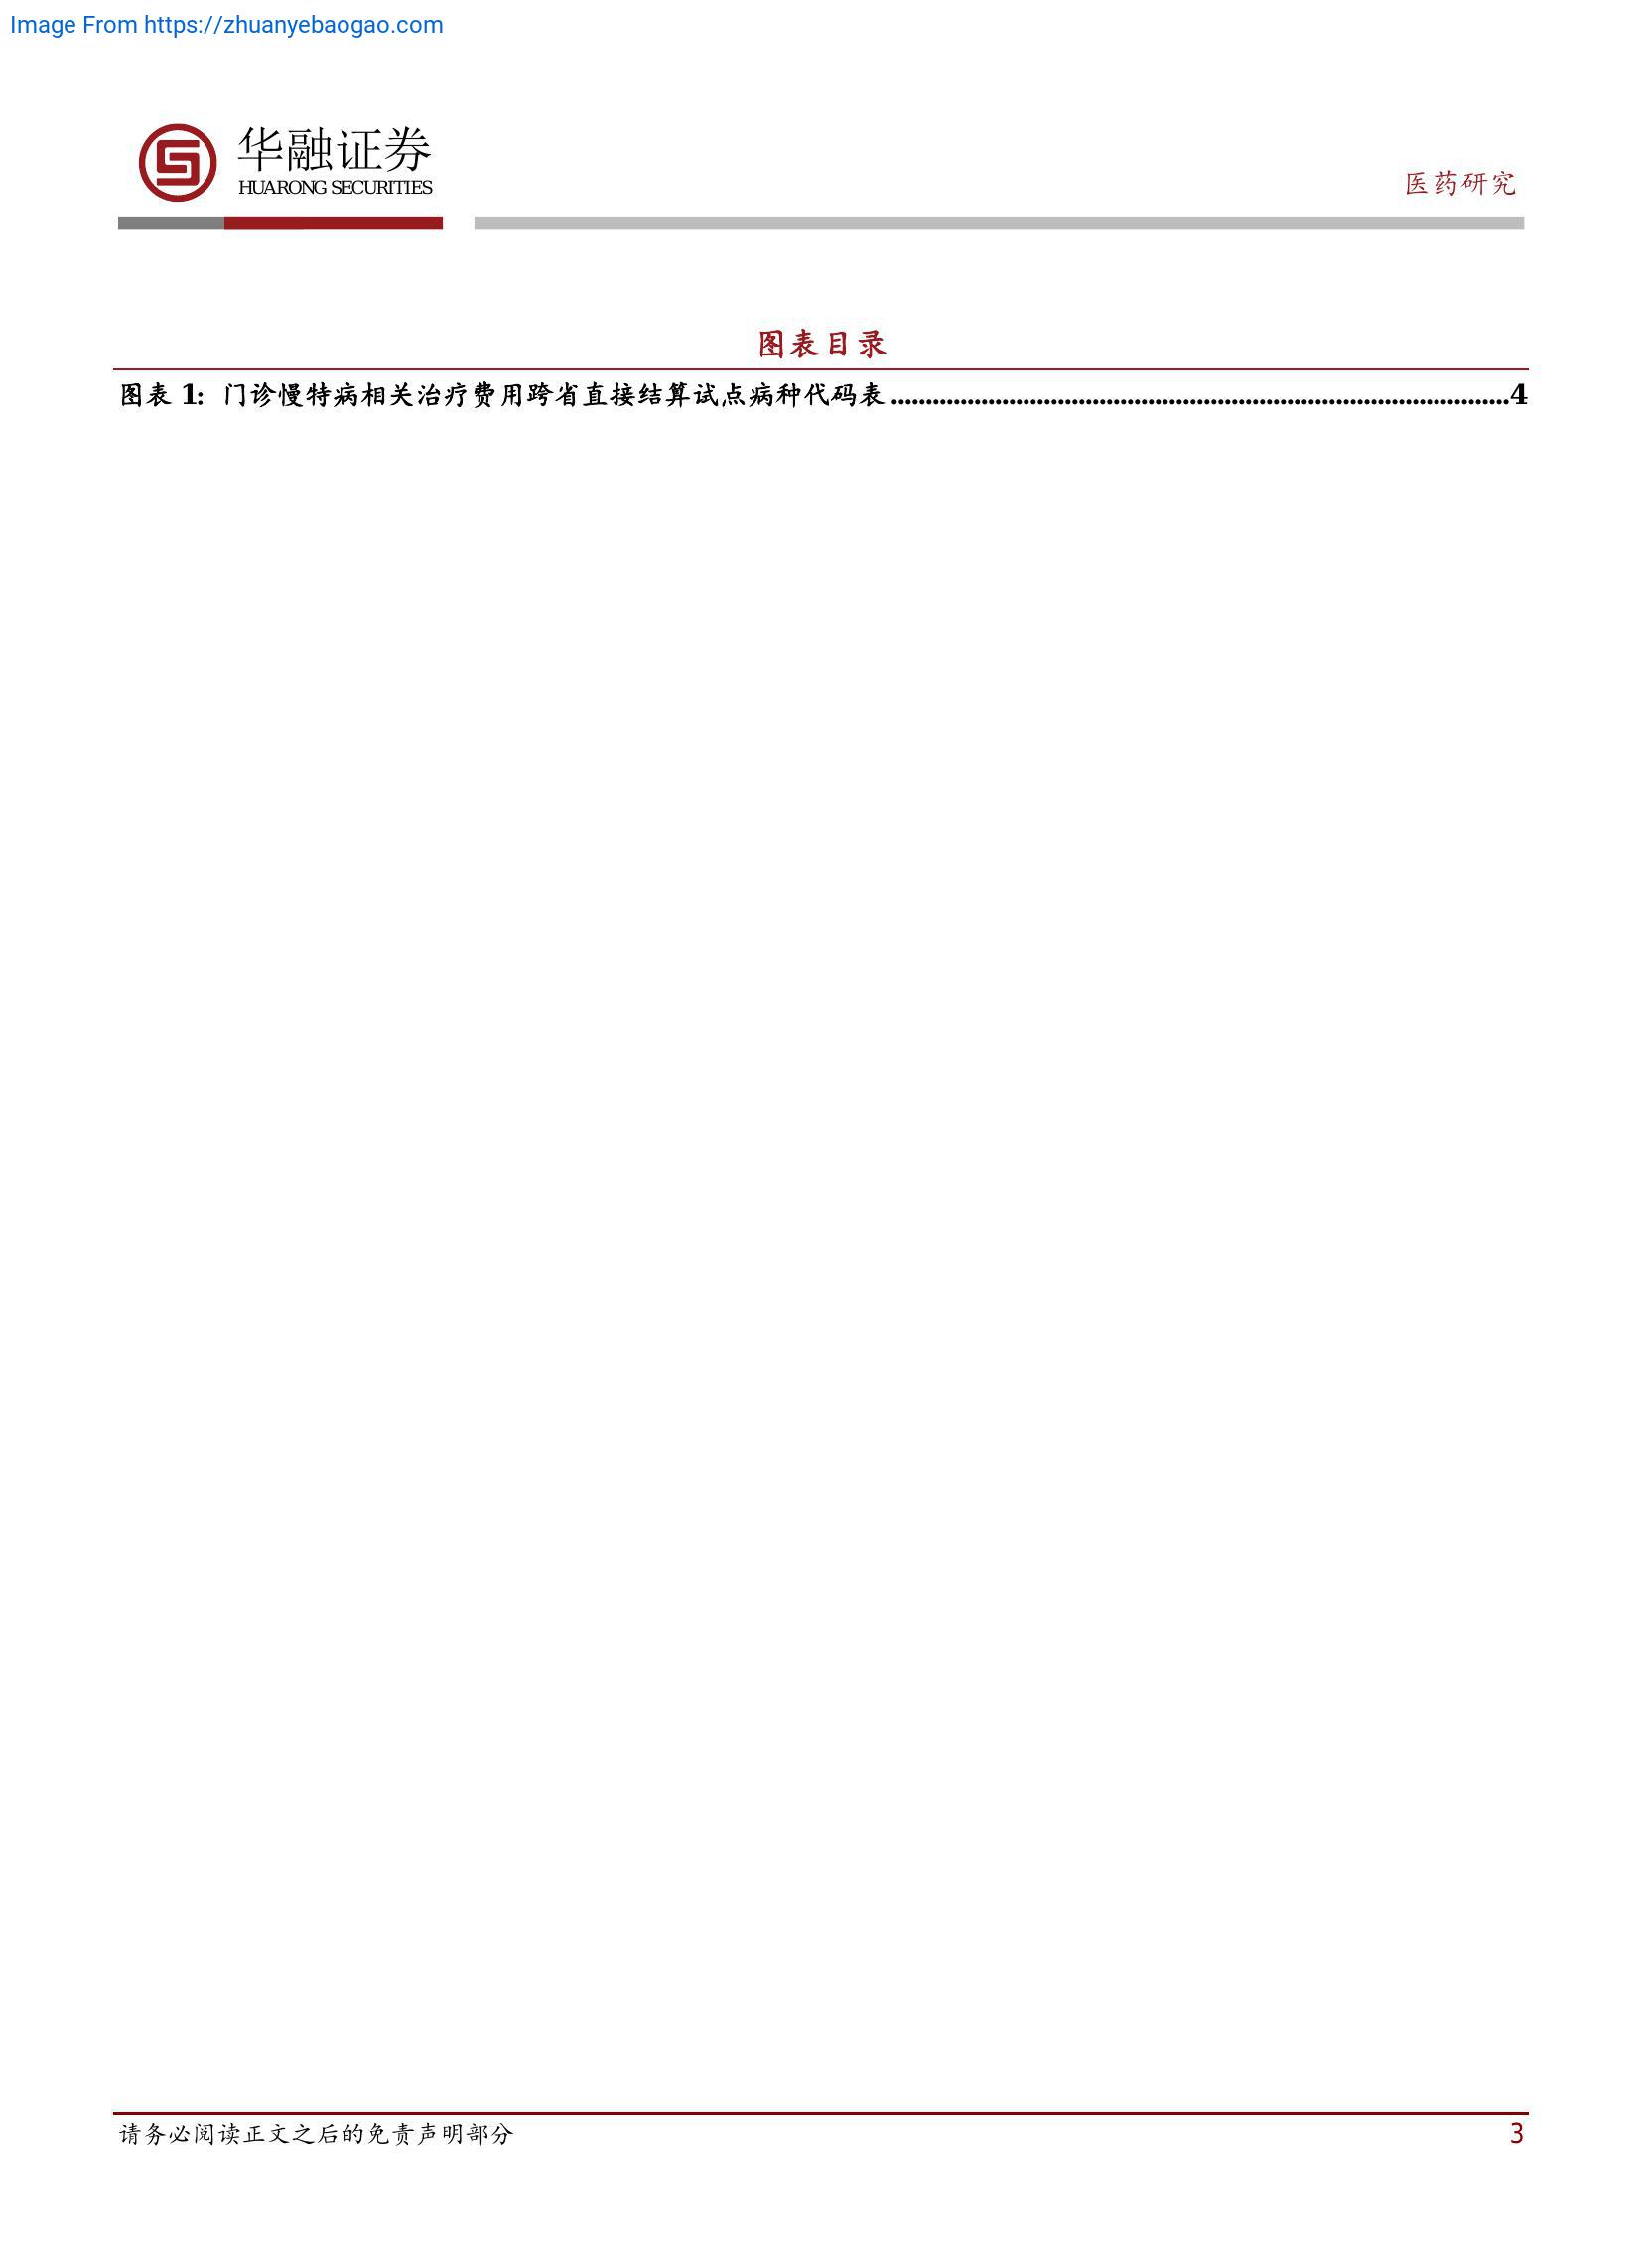 Image From https://zhuanyebaogao.com
华融证券
HUARONG SECURITIES
医药研究
图表目录
图表 1: 门诊慢特病相关治疗费用跨省直接结算试点病种代码表.........................................................................................4
请务必阅读正文之后的免责声明部分
3